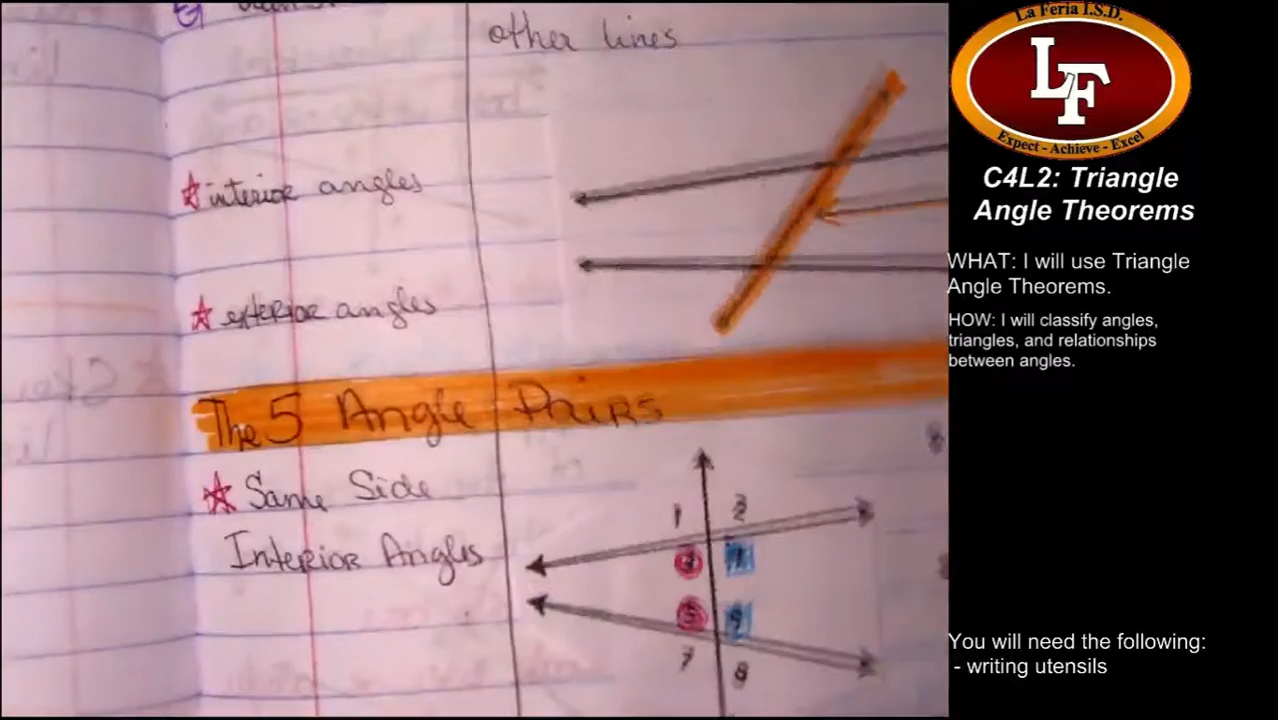 other lines
interior angles
exterior angles
The 5 Angle Pairs
Same Side
Interior Angles
1 2
5
7 8
La Feria I.S.D.
LF
Expect - Achieve - Excel
C4L2: Triangle
Angle Theorems
WHAT: I will use Triangle
Angle Theorems.
HOW: I will classify angles,
triangles, and relationships
between angles.
You will need the following:
- writing utensils